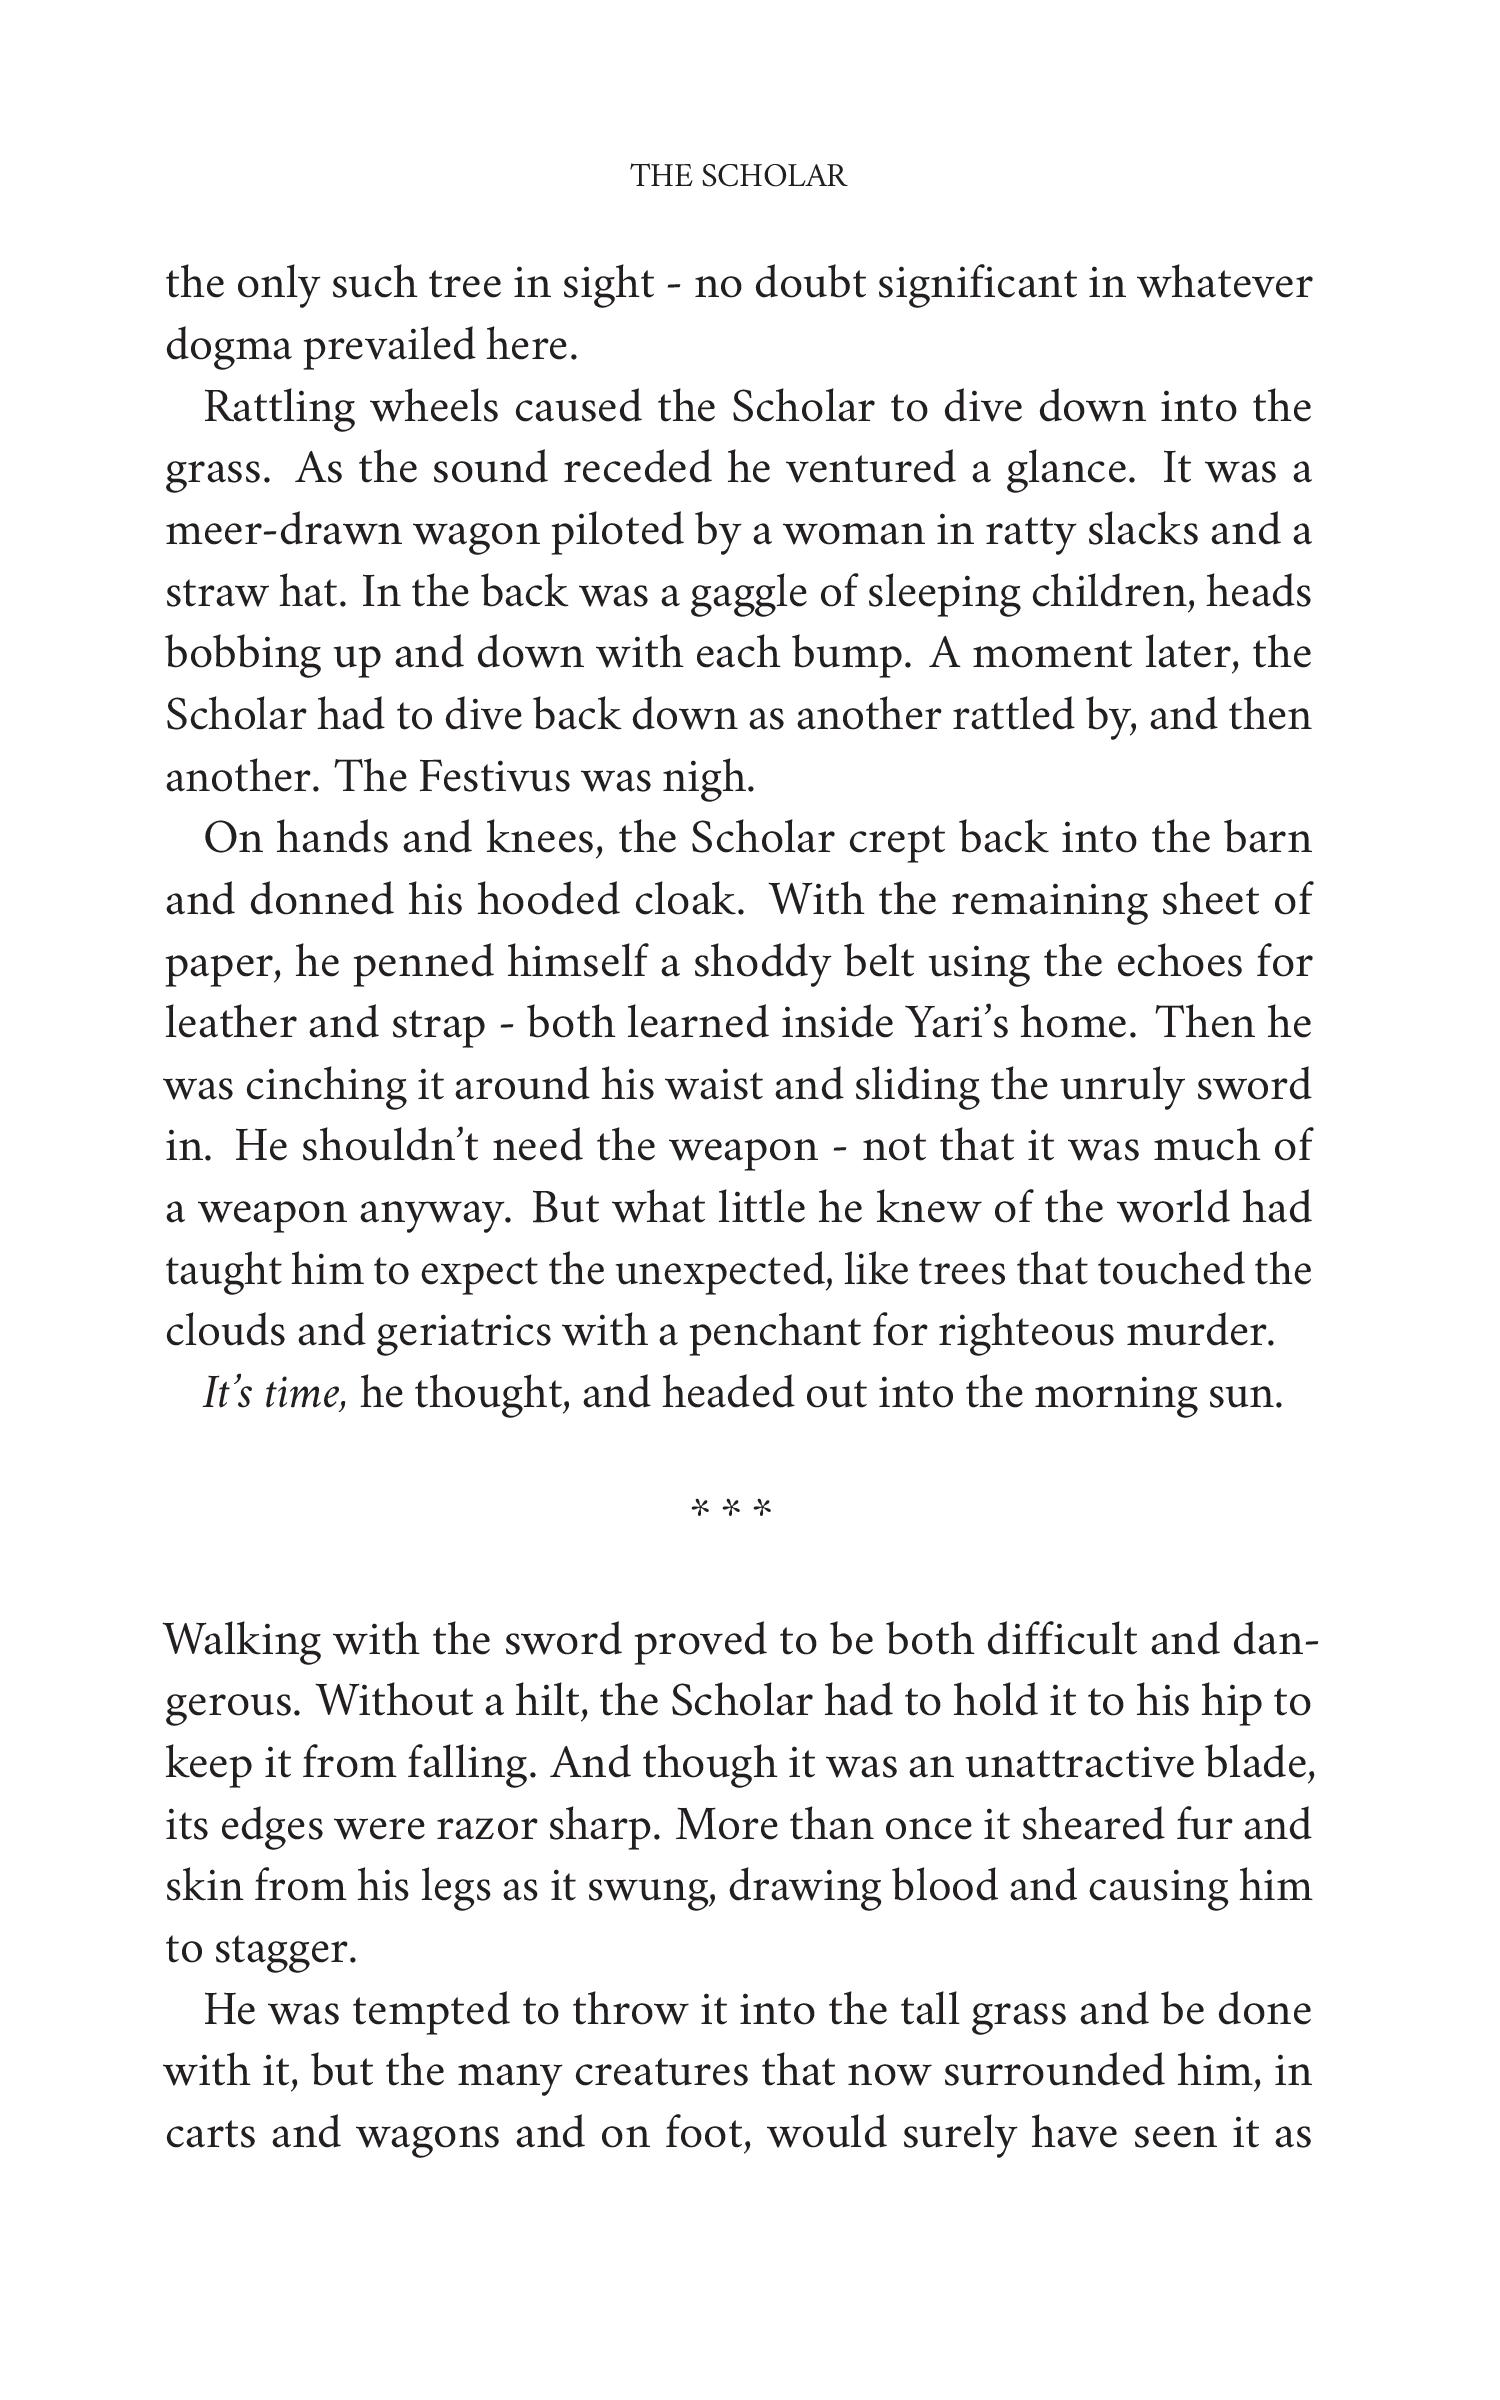 THE SCHOLAR
the only such tree in sight - no doubt significant in whatever
dogma prevailed here.
Rattling wheels caused the Scholar to dive down into the
grass. As the sound receded he ventured a glance. It was a
meer-drawn wagon piloted by a woman in ratty slacks and a
straw hat. In the back was a gaggle of sleeping children, heads
bobbing up and down with each bump. A moment later, the
Scholar had to dive back down as another rattled by, and then
another. The Festivus was nigh.
On hands and knees, the Scholar crept back into the barn
and donned his hooded cloak. With the remaining sheet of
paper, he penned himself a shoddy belt using the echoes for
leather and strap - both learned inside Yari’s home. Then he
was cinching it around his waist and sliding the unruly sword
in. He shouldn’t need the weapon - not that it was much of
a weapon anyway. But what little he knew of the world had
taught him to expect the unexpected, like trees that touched the
clouds and geriatrics with a penchant for righteous murder.
It’s time, he thought, and headed out into the morning sun.
* * *
Walking with the sword proved to be both difficult and dan-
gerous. Without a hilt, the Scholar had to hold it to his hip to
keep it from falling. And though it was an unattractive blade,
its edges were razor sharp. More than once it sheared fur and
skin from his legs as it swung, drawing blood and causing him
to stagger.
He was tempted to throw it into the tall grass and be done
with it, but the many creatures that now surrounded him, in
carts and wagons and on foot, would surely have seen it as